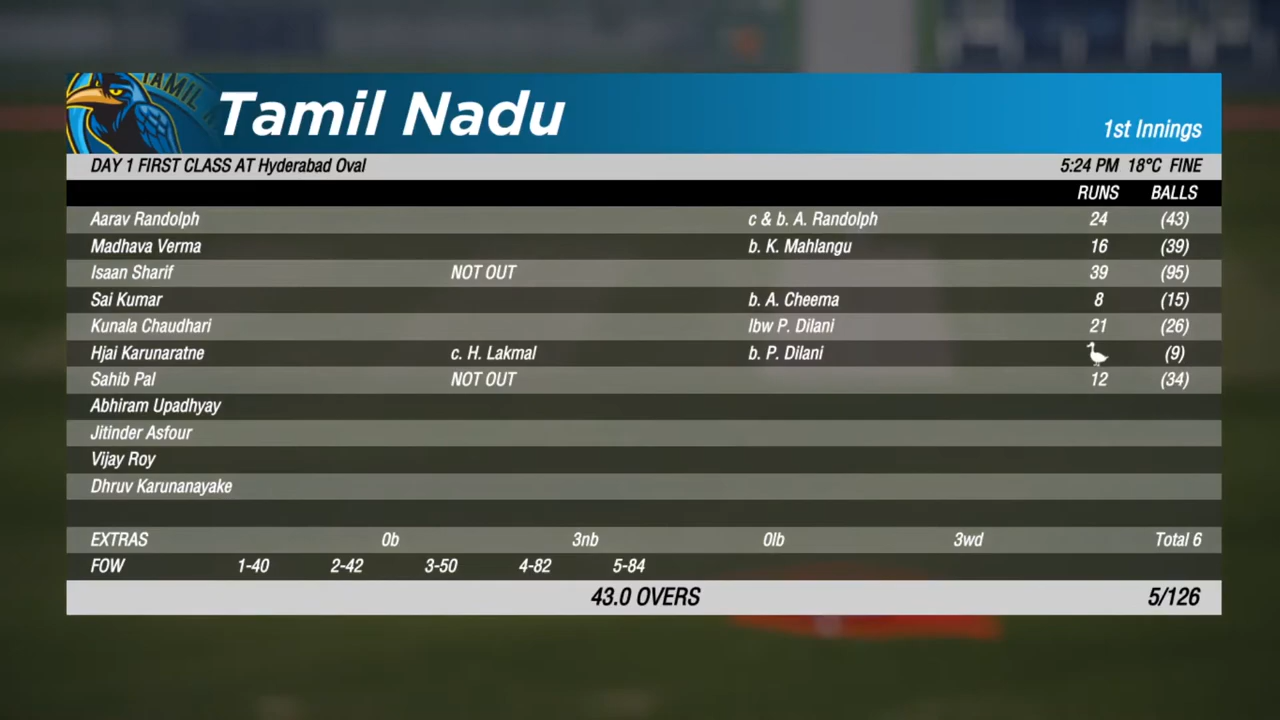 TAMIL
Tamil Nadu
1st Innings
DAY 1 FIRST CLASS AT Hyderabad Oval 5:24 PM 18°C FINE
RUNS BALLS
Aarav Randolph c & b. A. Randolph 24 (43)
Madhava Verma b. K. Mahlangu 16 (39)
Isaan Sharif NOT OUT 39 (95)
Sai Kumar b. A. Cheema 8 (15)
Kunala Chaudhari lbw P. Dilani 21 (26)
Hjai Karunaratne c. H. Lakmal b. P. Dilani (9)
Sahib Pal NOT OUT 12 (34)
Abhiram Upadhyay
Jitinder Asfour
Vijay Roy
Dhruv Karunanayake
EXTRAS 0b 3nb 0lb 3wd Total 6
FOW 1-40 2-42 3-50 4-82 5-84
43.0 OVERS 5/126